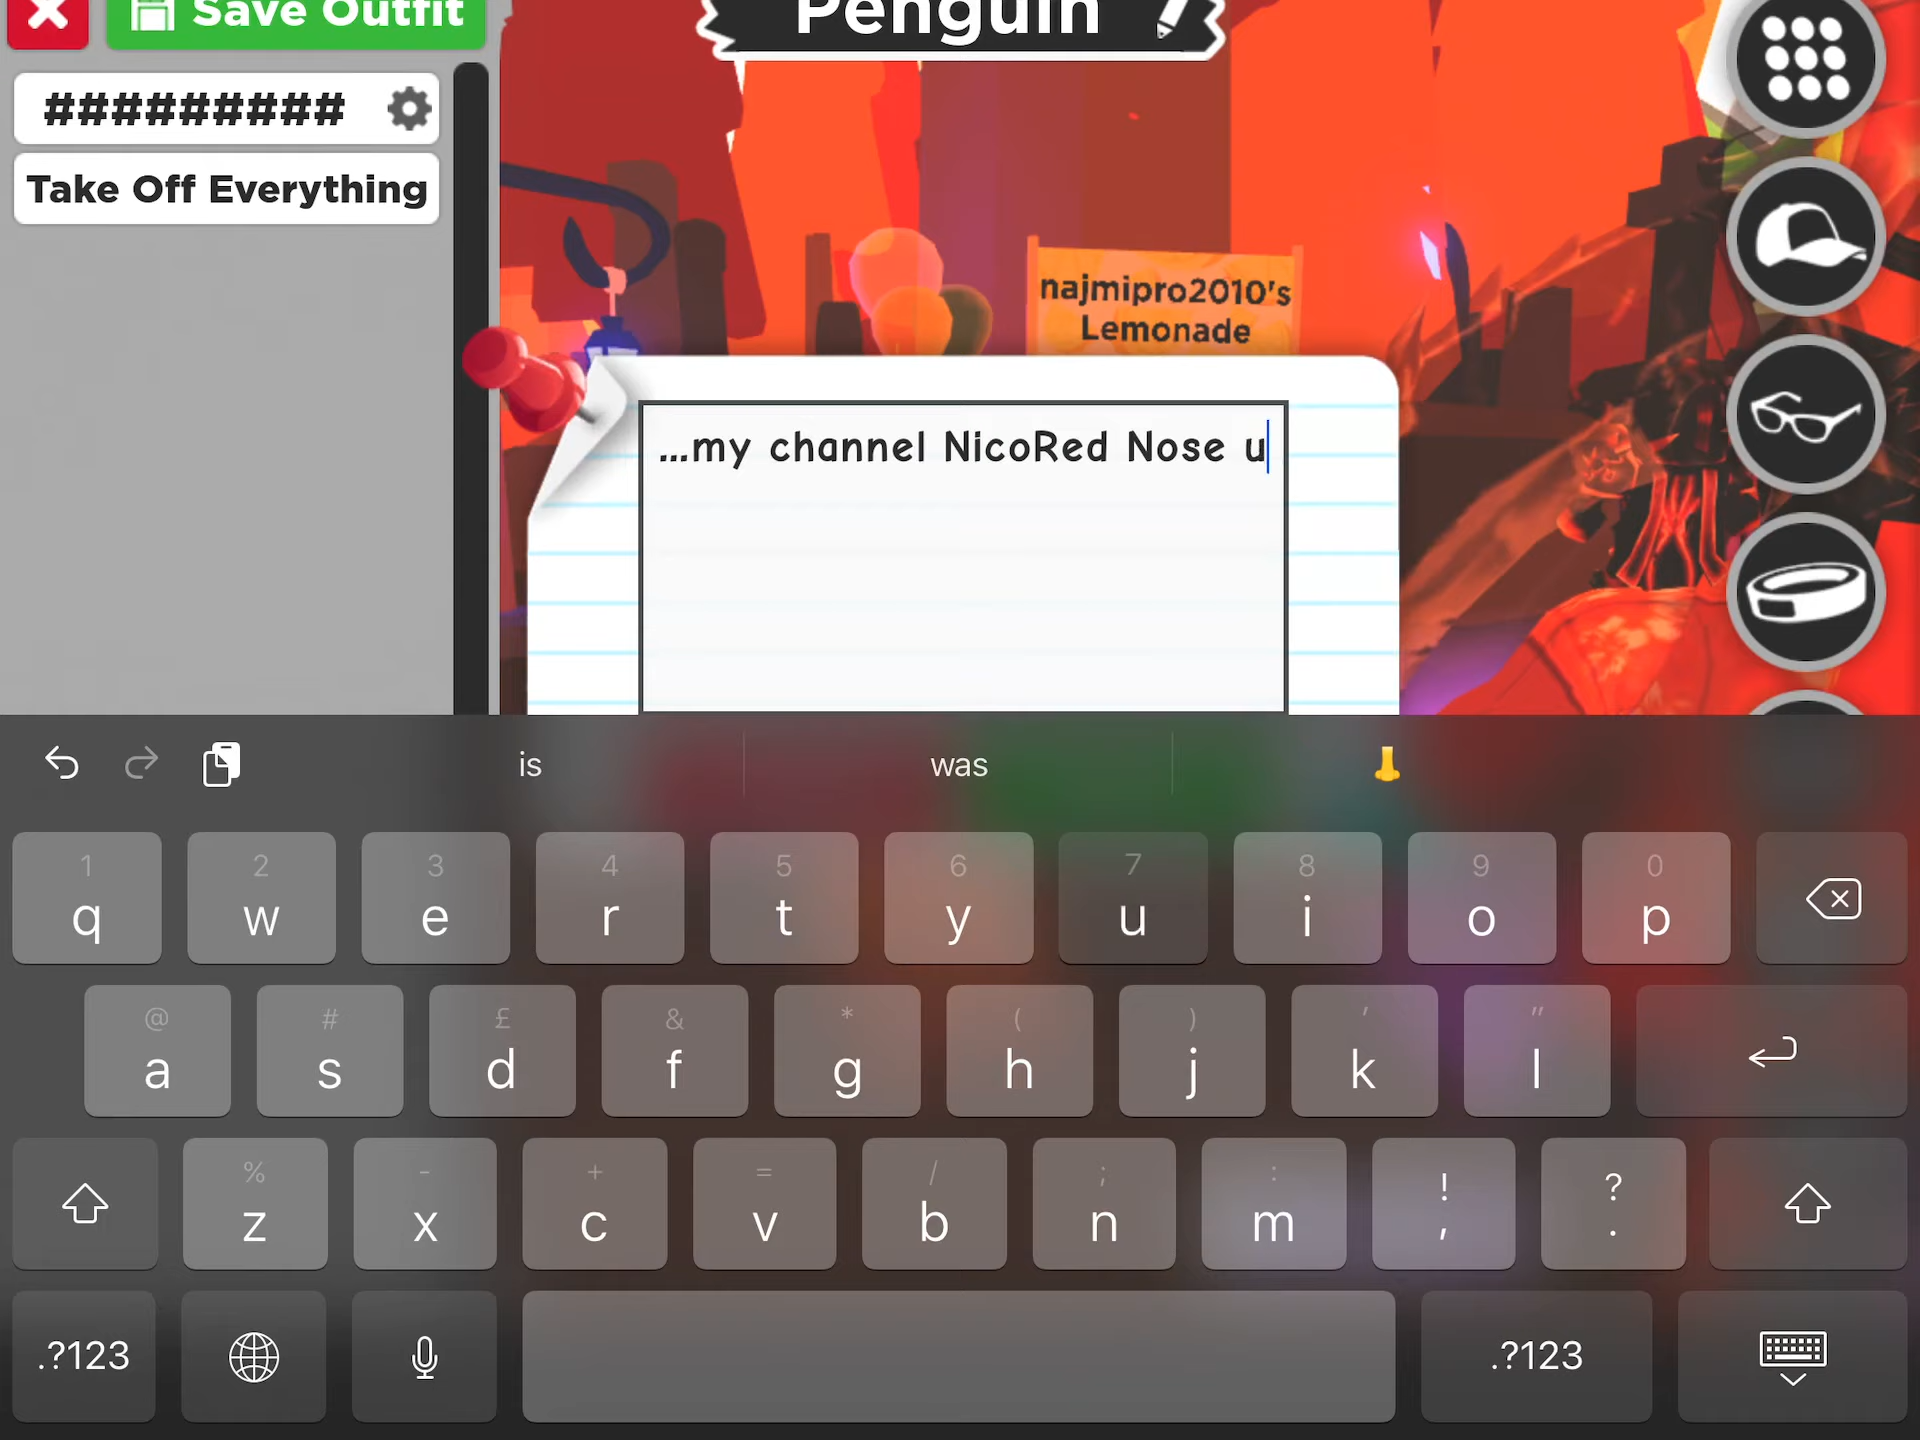 Save Outfit
Penguin
#########
Take Off Everything
najmipro2010's
Lemonade
...my channel NicoRed Nose u
is
was
1 2 3 4 5 6 7 8 9 0
q w e r t y u i o p
@ # £ & * ( ) ' "
a s d f g h j k l
% - + = / ; : ! ?
z x c v b n m , .
.?123
.?123